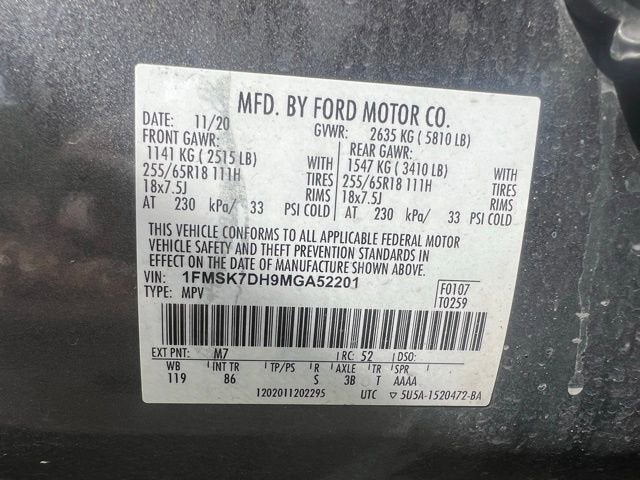 MFD. BY FORD MOTOR CO.
DATE: 11/20 GVWR: 2635 KG ( 5810 LB)
FRONT GAWR: REAR GAWR:
1141 KG ( 2515 LB) WITH 1547 KG ( 3410 LB) WITH
255/65R18 111H TIRES 255/65R18 111H TIRES
18x7.5J RIMS 18x7.5J RIMS
AT 230 kPa/ 33 PSI COLD AT 230 kPa/ 33 PSI COLD
THIS VEHICLE CONFORMS TO ALL APPLICABLE FEDERAL MOTOR
VEHICLE SAFETY AND THEFT PREVENTION STANDARDS IN
EFFECT ON THE DATE OF MANUFACTURE SHOWN ABOVE.
VIN: 1FMSK7DH9MGA52201 F0107
TYPE: MPV T0259
EXT PNT: M7 RC: 52 DSO:
WB INT TR TP/PS R AXLE TR SPR
119 86 S 3B T AAAA
1202011202295 UTC ▽ 5U5A-1520472-BA